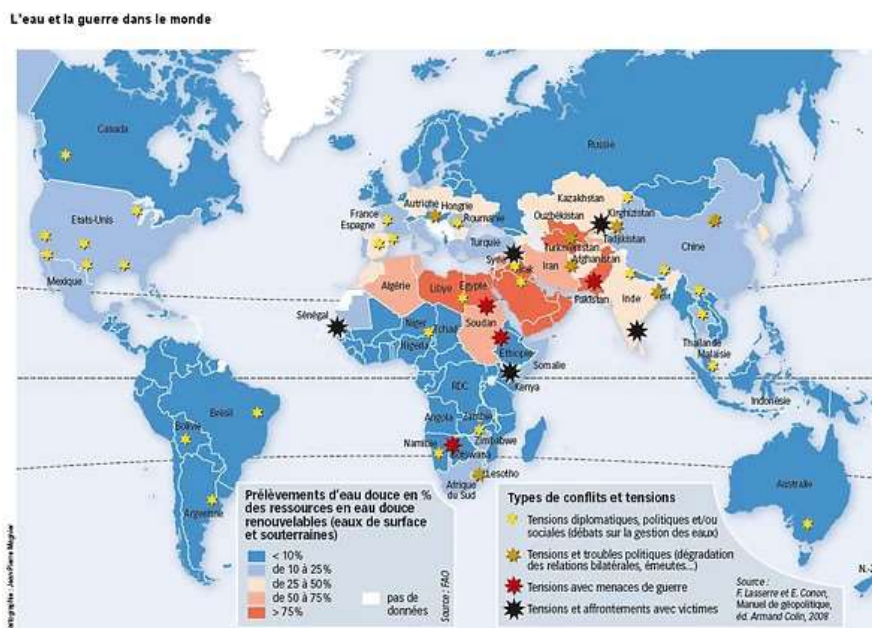 L'eau et la guerre dans le monde
Canada
Russie
Etats-Unis
Mexique
France
Espagne
Autriche
Hongrie
Roumanie
Turquie
Kazakhstan
Ouzbékistan
Kirghizistan
Tadjikistan
Turkménistan
Afghanistan
Chine
Iran
Pakistan
Inde
Algérie
Libye
Egypte
Sénégal
Niger
Tchad
Nigeria
Soudan
Ethiopie
Somalie
Kenya
RDC
Angola
Zambie
Zimbabwe
Namibie
Botswana
Lesotho
Afrique
du Sud
Thaïlande
Malaisie
Indonésie
Australie
Brésil
Bolivie
Argentine
Prélèvements d'eau douce en %
des ressources en eau douce
renouvelables (eaux de surface
et souterraines)
< 10%
de 10 à 25%
de 25 à 50%
de 50 à 75%
> 75%
pas de
données
Source : FAO
Types de conflits et tensions
Tensions diplomatiques, politiques et/ou
sociales (débats sur la gestion des eaux)
Tensions et troubles politiques (dégradation
des relations bilatérales, émeutes...)
Tensions avec menaces de guerre
Tensions et affrontements avec victimes
Source :
F. Lasserre et E. Conon,
Manuel de géopolitique,
éd. Armand Colin, 2008